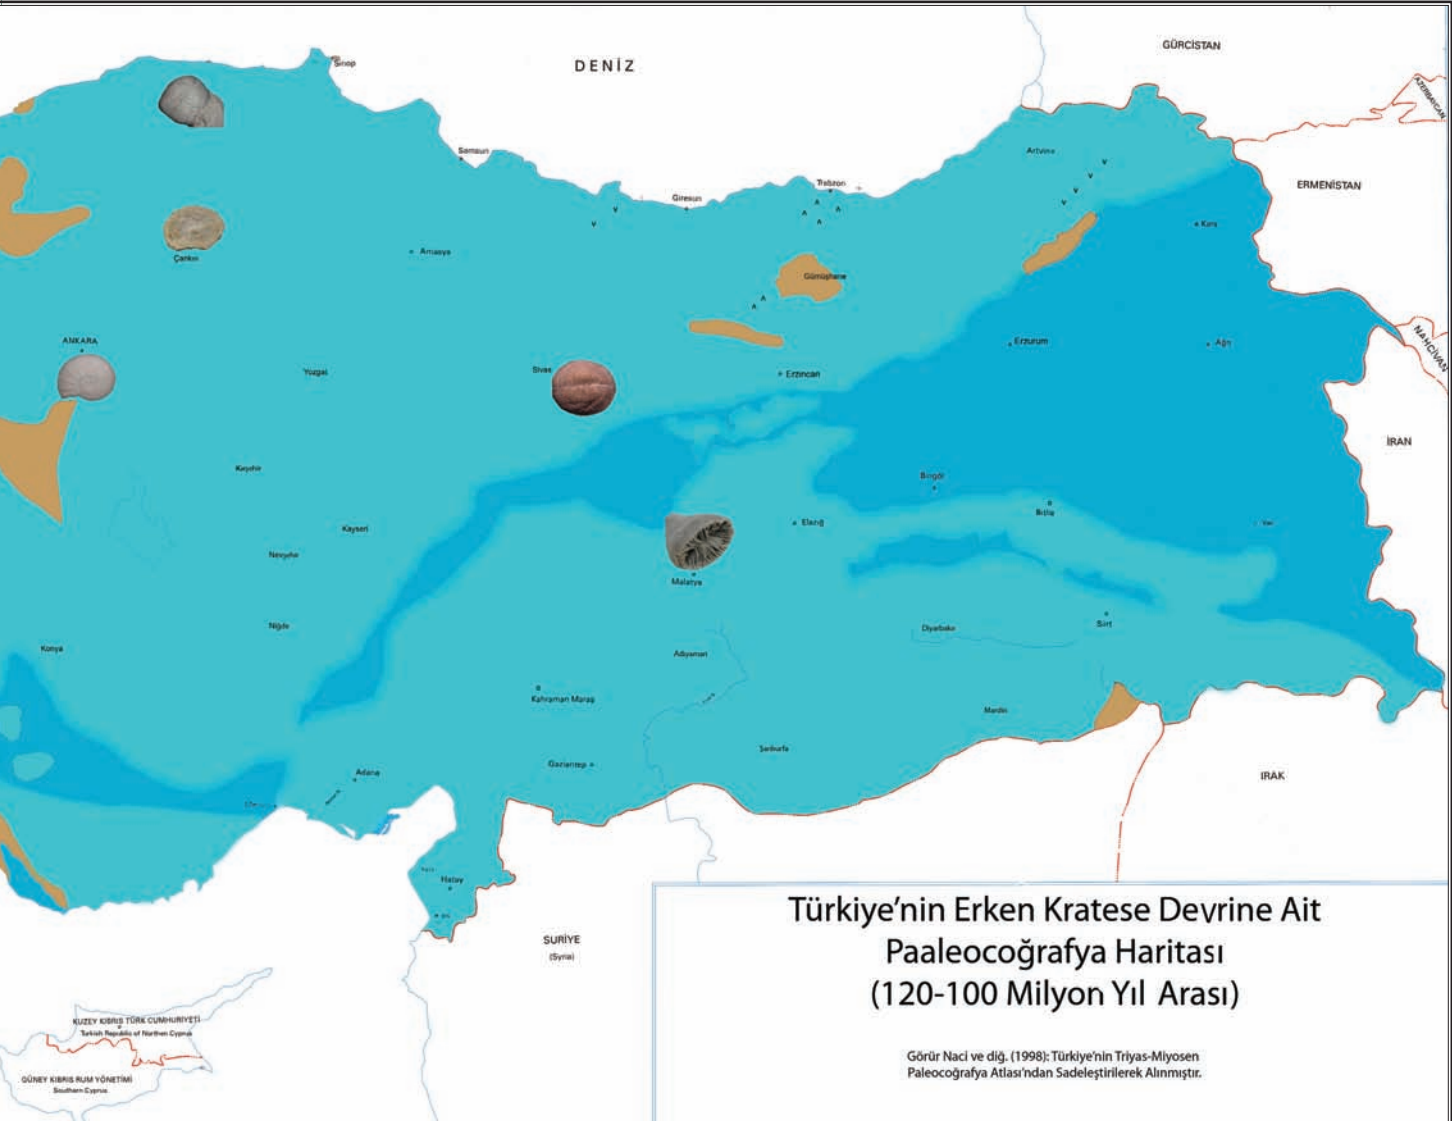 GÜRCİSTAN
DENİZ
Sinop
AZERBAYCAN
Samsun
Artvin
Trabzon
ERMENİSTAN
Giresun
Kars
Amasya
Çankırı
Gümüşhane
ANKARA
Erzurum
Ağrı
NAHCİVAN
Yozgat
Sivas
Erzincan
İRAN
Kırşehir
Bingöl
Bitlis
Elazığ
Van
Kayseri
Nevşehir
Malatya
Niğde
Siirt
Diyarbakır
Konya
Adıyaman
Kahraman Maraş
Mardin
Şanlıurfa
Gaziantep
Adana
IRAK
Hatay
SURİYE
(Syria)
Türkiye'nin Erken Kratese Devrine Ait
Paaleocoğrafya Haritası
(120-100 Milyon Yıl Arası)
KUZEY KIBRIS TÜRK CUMHURİYETİ
Turkish Republic of Northen Cyprus
GÜNEY KIBRIS RUM YÖNETİMİ
Southern Cyprus
Görür Naci ve diğ. (1998): Türkiye'nin Triyas-Miyosen
Paleocoğrafya Atlası'ndan Sadeleştirilerek Alınmıştır.